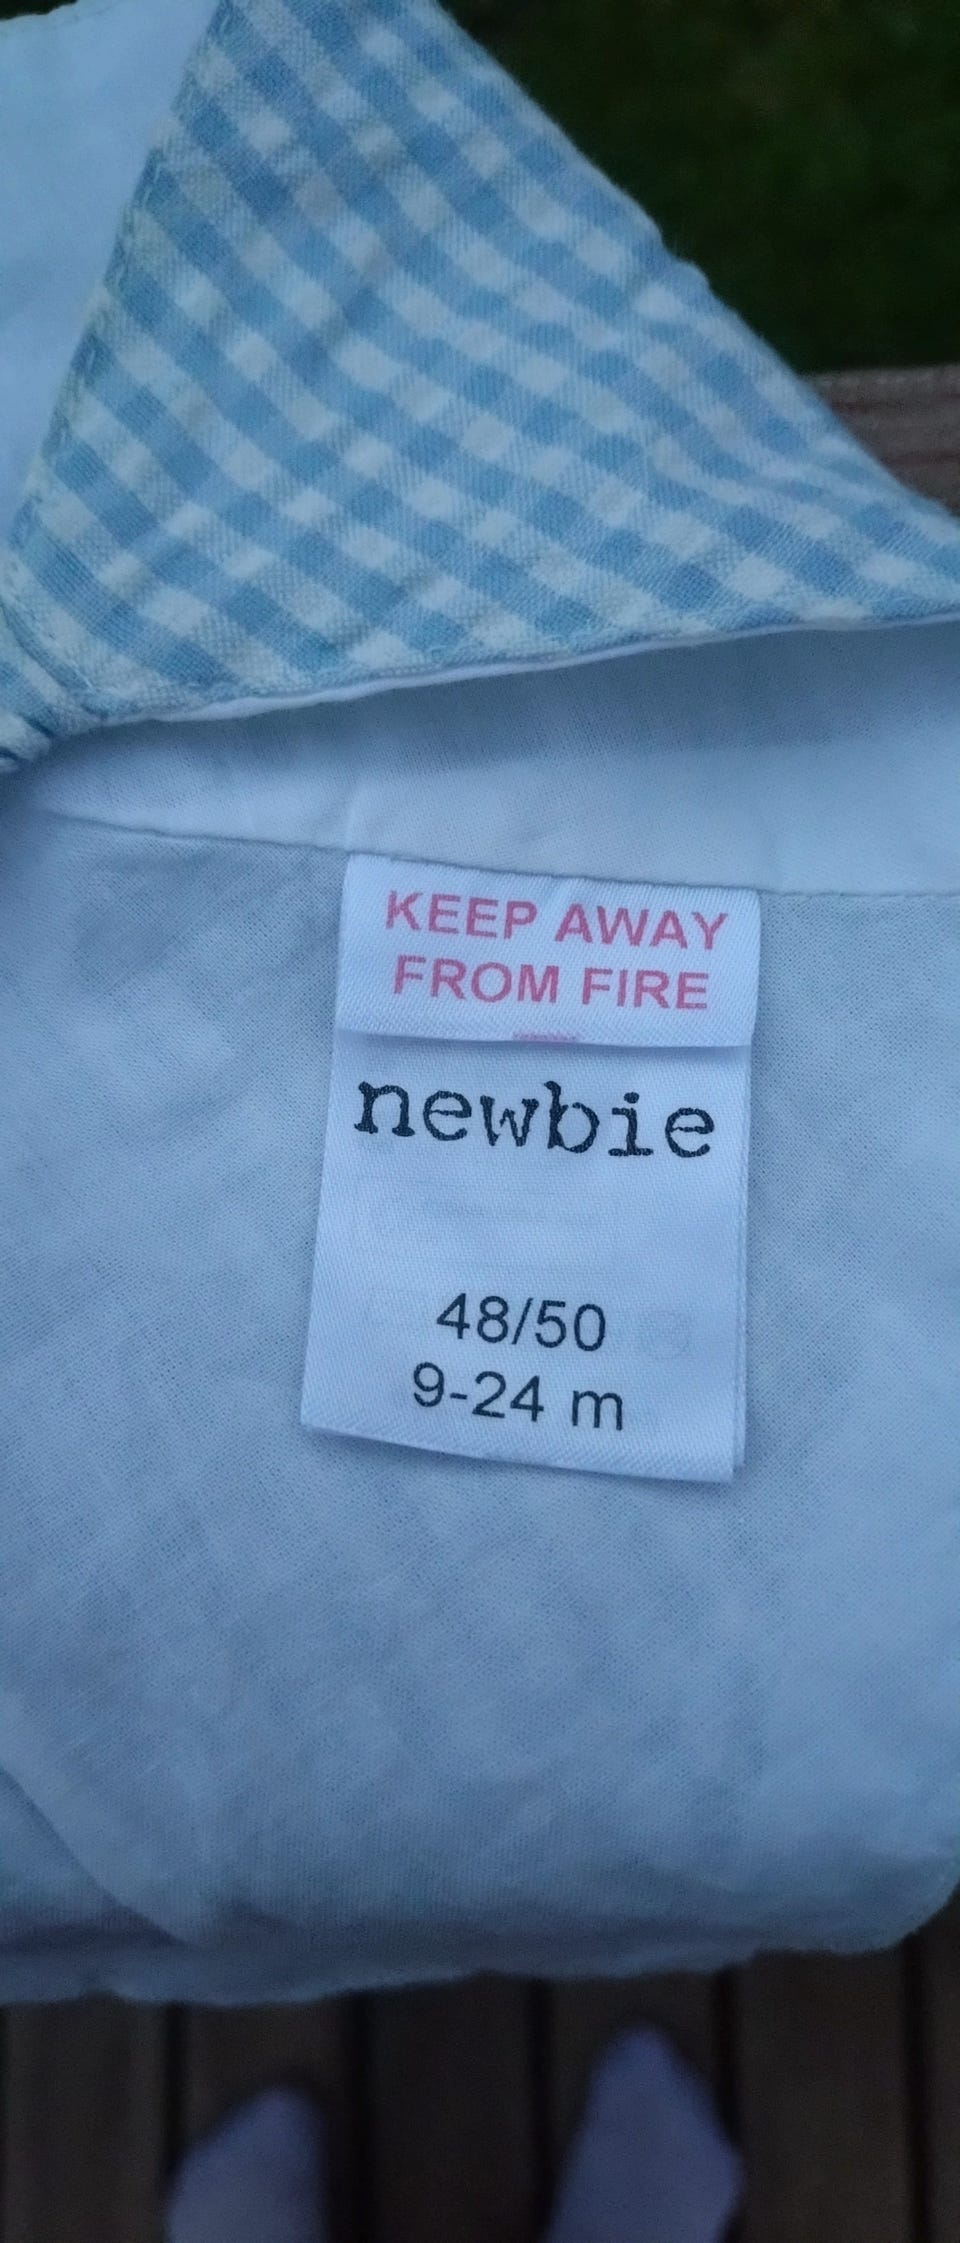 KEEP AWAY
FROM FIRE
newbie
48/50
9-24 m